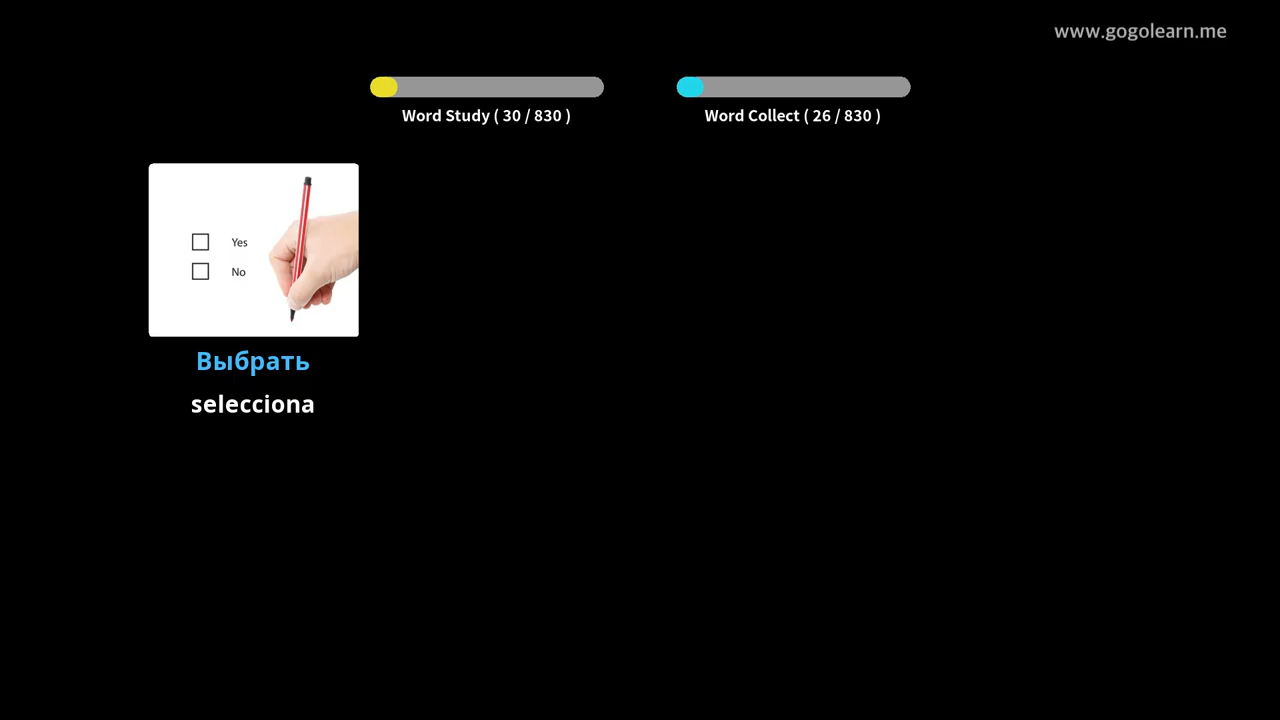 www.gogolearn.me
Word Study ( 30 / 830 )
Word Collect ( 26 / 830 )
Yes
No
Выбрать
selecciona